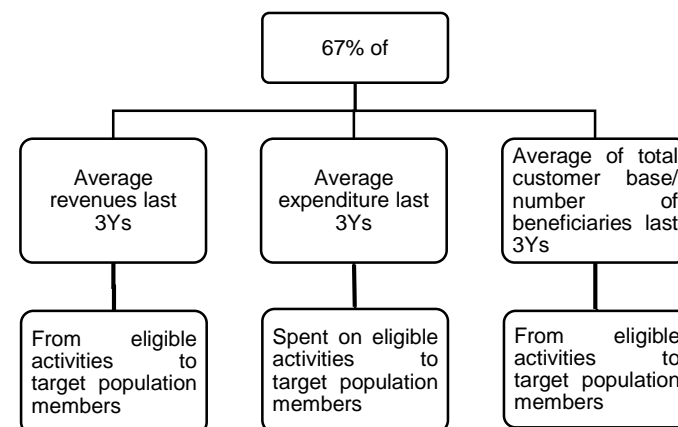 67% of
Average
revenues last
3Ys
Average
expenditure last
3Ys
Average of total
customer base/
number of
beneficiaries last
3Ys
From eligible
activities to
target population
members
Spent on eligible
activities to
target population
members
From eligible
activities to
target population
members